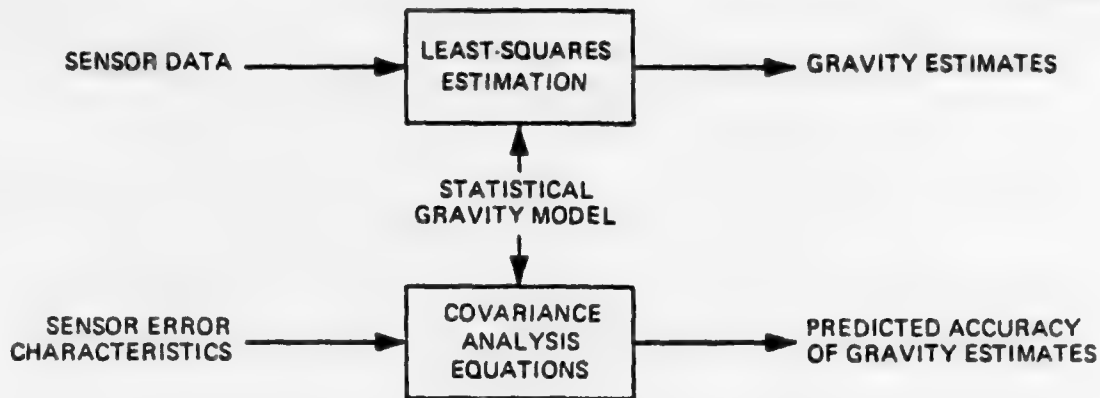 SENSOR DATA
LEAST-SQUARES
ESTIMATION
GRAVITY ESTIMATES
STATISTICAL
GRAVITY MODEL
SENSOR ERROR
CHARACTERISTICS
COVARIANCE
ANALYSIS
EQUATIONS
PREDICTED ACCURACY
OF GRAVITY ESTIMATES